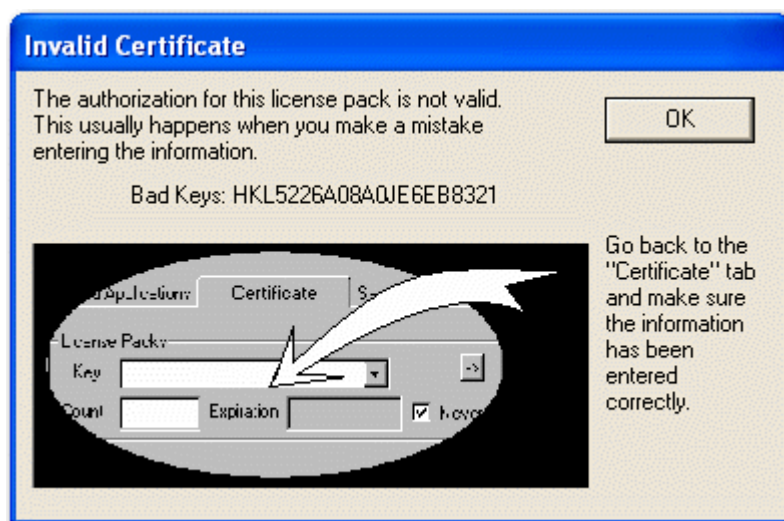 Invalid Certificate
The authorization for this license pack is not valid.
This usually happens when you make a mistake
entering the information.
OK
Bad Keys: HKL5226A08A0JE6EB8321
Go back to the
"Certificate" tab
and make sure
the information
has been
entered
correctly.
Applications Certificate
License Packs
Key
->
Count Expiration Never